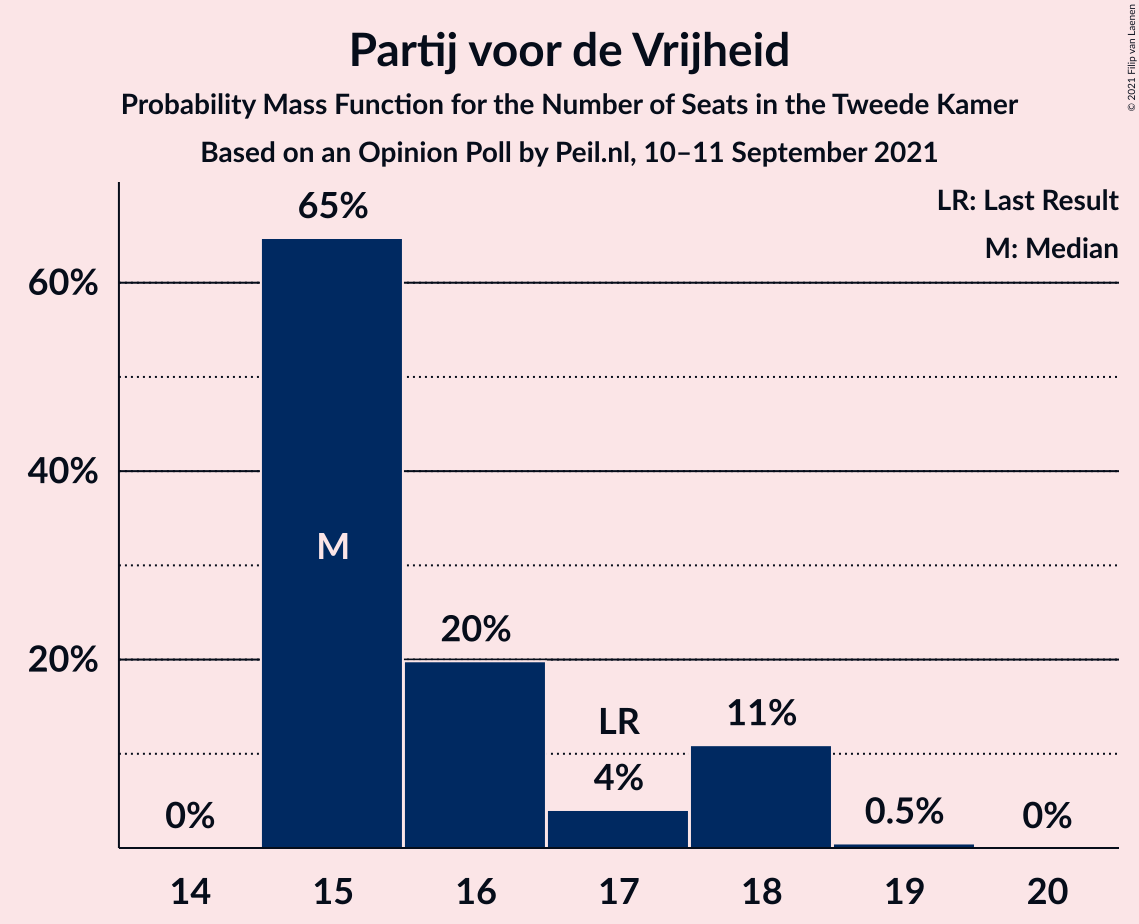 Partij voor de Vrijheid
Probability Mass Function for the Number of Seats in the Tweede Kamer
Based on an Opinion Poll by Peil.nl, 10–11 September 2021
© 2021 Filip van Laenen
LR: Last Result
M: Median
60%
40%
20%
0%
65%
M
20%
LR
4%
11%
0.5%
0%
14 15 16 17 18 19 20